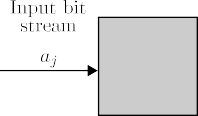 Input bit
stream
a_j